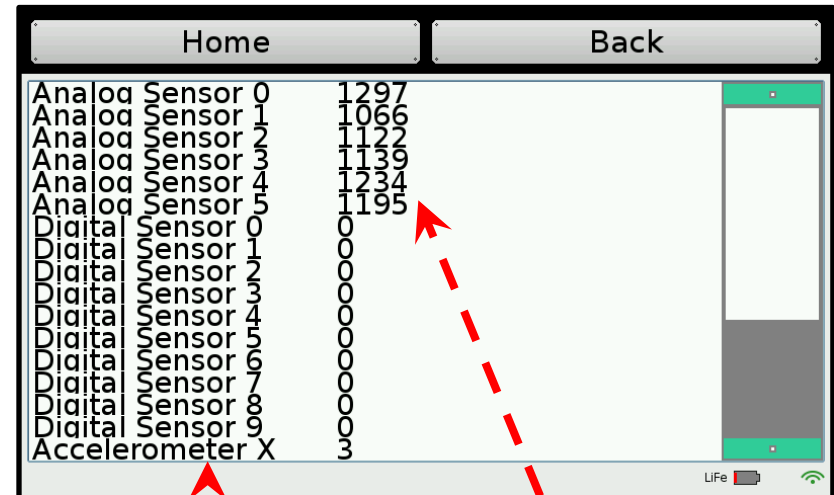 Home Back
Analog Sensor 0 1297
Analog Sensor 1 1066
Analog Sensor 2 1122
Analog Sensor 3 1139
Analog Sensor 4 1234
Analog Sensor 5 1195
Digital Sensor 0 0
Digital Sensor 1 0
Digital Sensor 2 0
Digital Sensor 3 0
Digital Sensor 4 0
Digital Sensor 5 0
Digital Sensor 6 0
Digital Sensor 7 0
Digital Sensor 8 0
Digital Sensor 9 0
Accelerometer X 3
LiFe